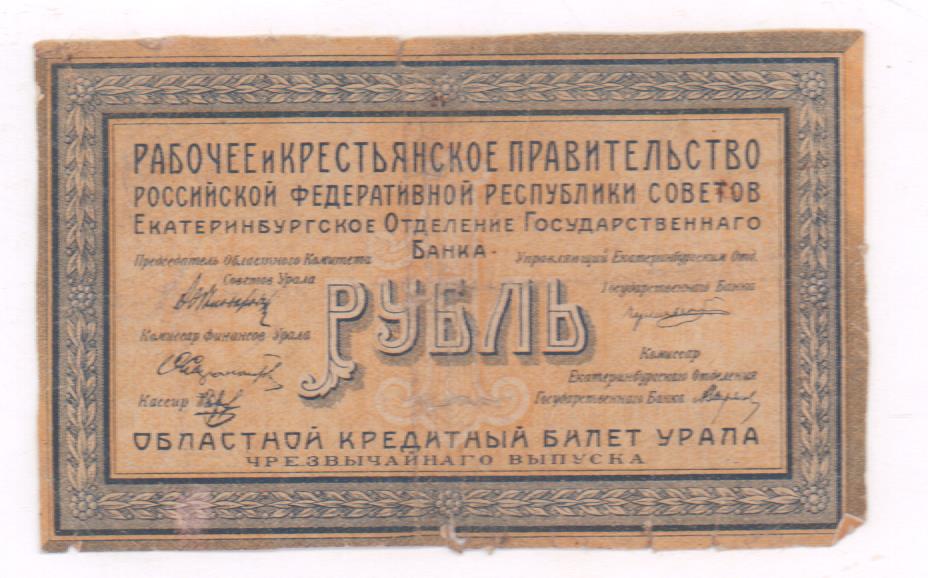 РАБОЧЕЕ и КРЕСТЬЯНСКОЕ ПРАВИТЕЛЬСТВО
РОССИЙСКОЙ ФЕДЕРАТИВНОЙ РЕСПУБЛИКИ СОВЕТОВ
ЕКАТЕРИНБУРГСКОЕ ОТДЕЛЕНИЕ ГОСУДАРСТВЕННАГО
БАНКА.
Председатель Областного Комитета
Советов Урала
Комиссар Финансов Урала
Кассир
РУБЛЬ
Управляющий Екатеринбургским Отд.
Государственнаго Банка
Комиссар
Екатеринбургскаго Отделения
Государственнаго Банка
ОБЛАСТНОЙ КРЕДИТНЫЙ БИЛЕТ УРАЛА
ЧРЕЗВЫЧАЙНАГО ВЫПУСКА